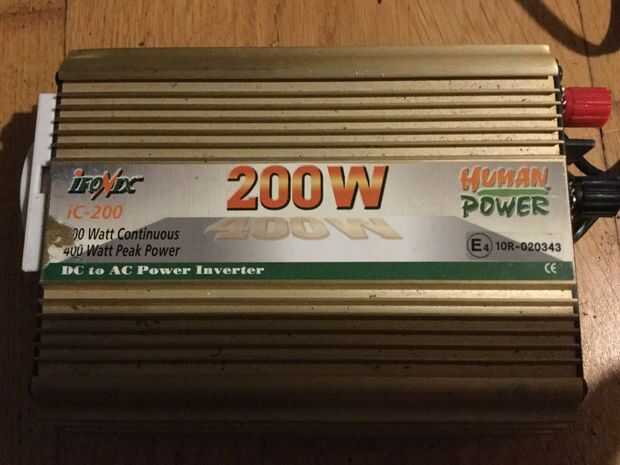 iFONIX
iC-200
00 Watt Continuous
400 Watt Peak Power
200W
400W
HUMAN
POWER
E4 10R-020343
DC to AC Power Inverter
CE